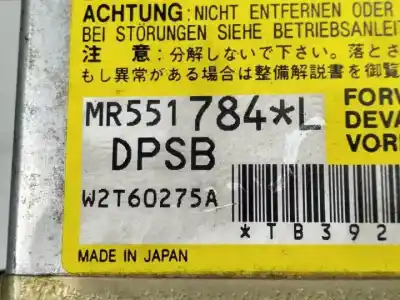 ACHTUNG: NICHT ENTFERNEN ODER
BEI STÖRUNGEN SIEHE BETRIEBSANLEIT
注 意:分解しないで下さい。落とさ
もし異常がある場合は整備解説書を御覧
MR551784*L
DPSB
W2T60275A
FORV
DEVA
VORI
*TB392
MADE IN JAPAN